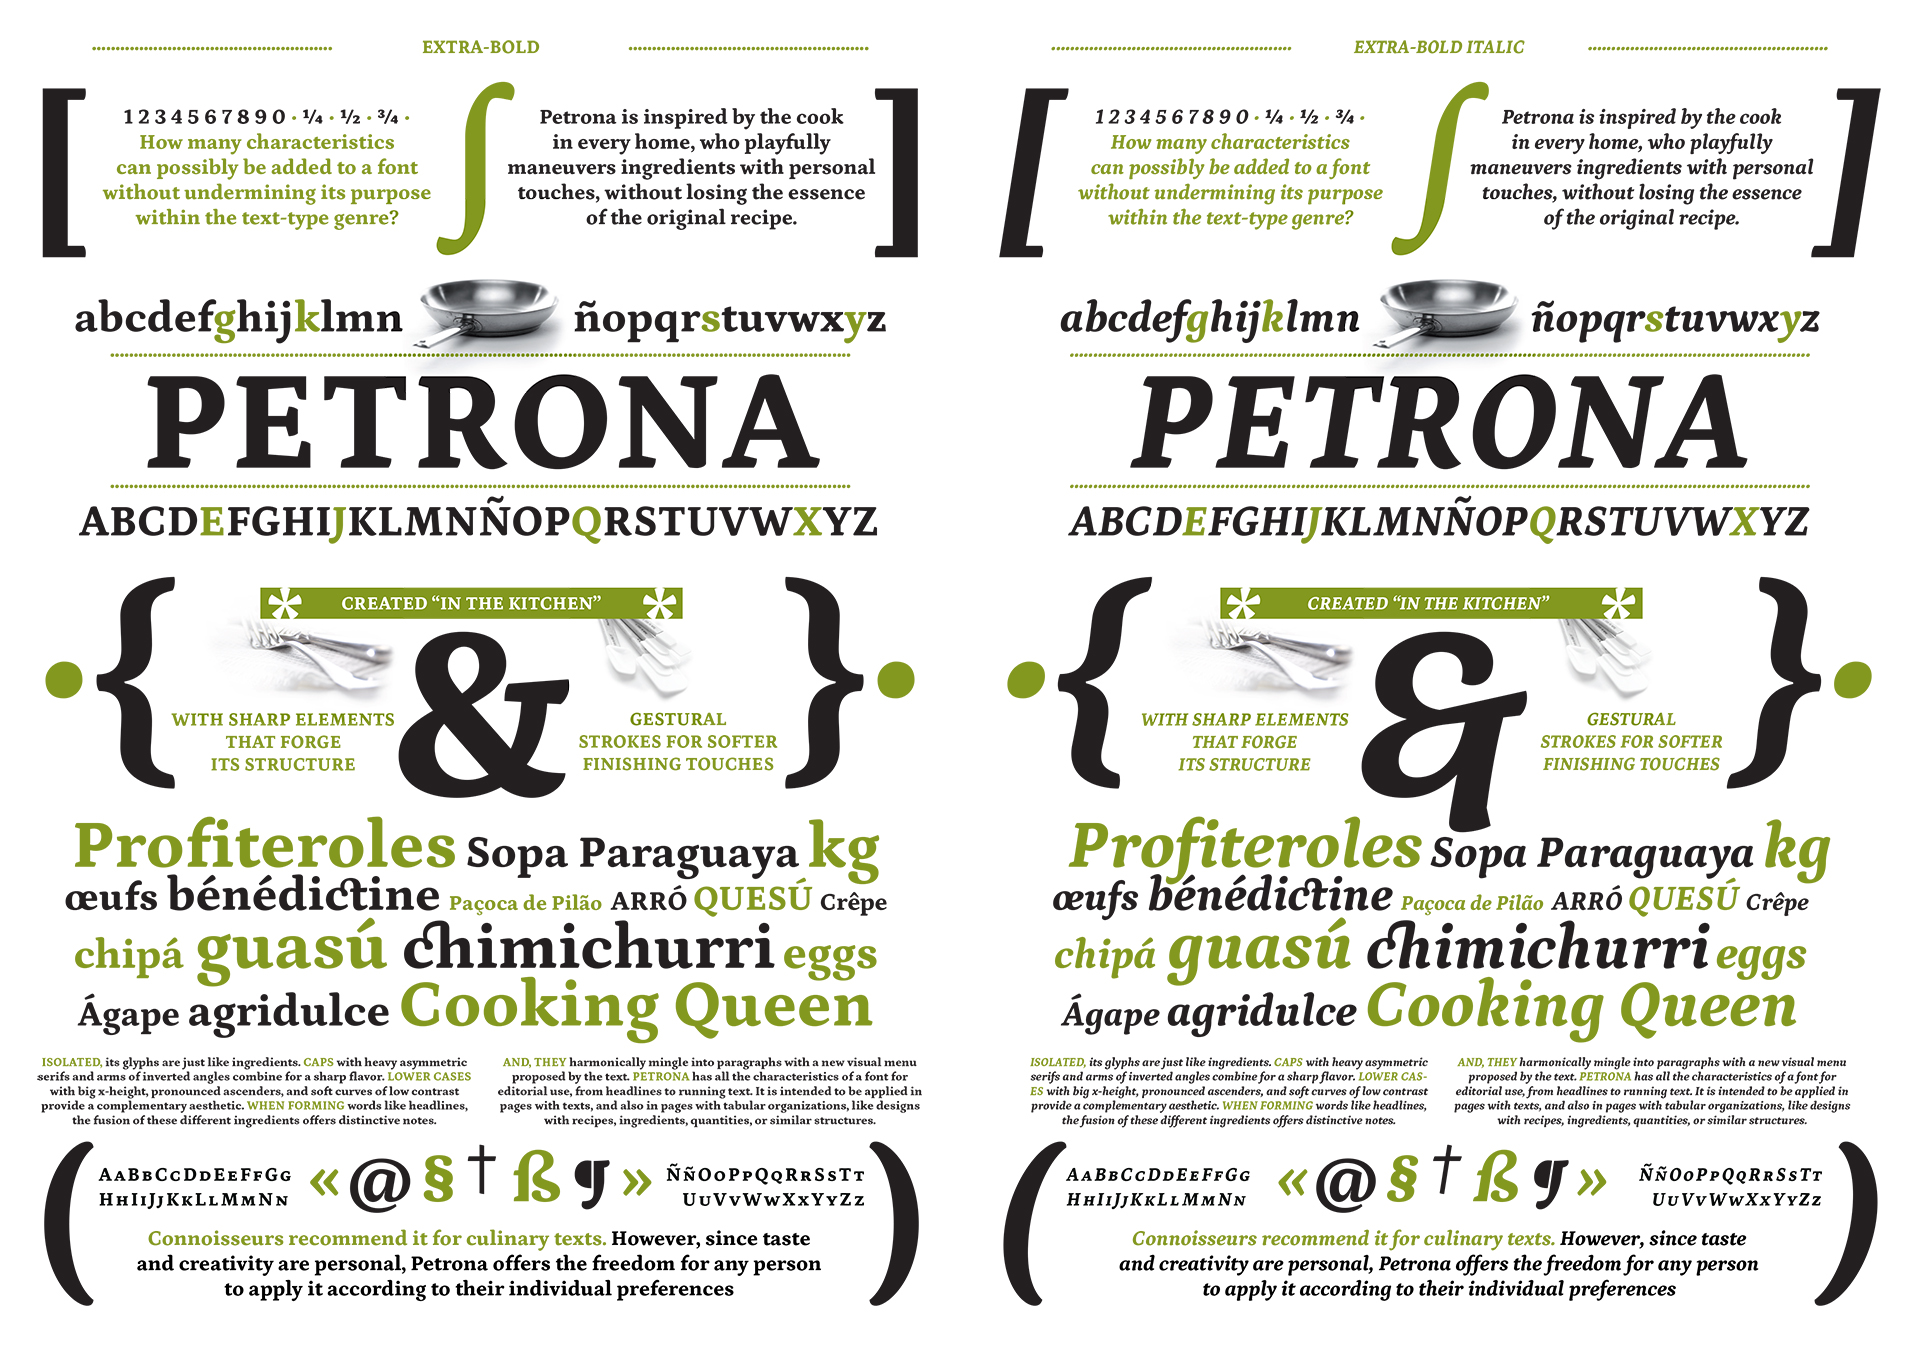 EXTRA-BOLD
[
1234567890 · ¼ · ½ · ¾ ·
How many characteristics
can possibly be added to a font
without undermining its purpose
within the text-type genre?
∫
Petrona is inspired by the cook
in every home, who playfully
maneuvers ingredients with personal
touches, without losing the essence
of the original recipe.
]
abcdefghijklmn ñopqrstuvwxyz
PETRONA
ABCDEFGHIJKLMNÑOPQRSTUVWXYZ
• {
* CREATED “IN THE KITCHEN” *
WITH SHARP ELEMENTS
THAT FORGE
ITS STRUCTURE
&
GESTURAL
STROKES FOR SOFTER
FINISHING TOUCHES
} •
Profiteroles Sopa Paraguaya kg
œufs bénédictine Paçoca de Pilão ARRÓ QUESÚ Crêpe
chipá guasú chimichurri eggs
Ágape agridulce Cooking Queen
ISOLATED, its glyphs are just like ingredients. CAPS with heavy asymmetric
serifs and arms of inverted angles combine for a sharp flavor. LOWER CASES
with big x-height, pronounced ascenders, and soft curves of low contrast
provide a complementary aesthetic. WHEN FORMING words like headlines,
the fusion of these different ingredients offers distinctive notes.
AND, THEY harmonically mingle into paragraphs with a new visual menu
proposed by the text. PETRONA has all the characteristics of a font for
editorial use, from headlines to running text. It is intended to be applied in
pages with texts, and also in pages with tabular organizations, like designs
with recipes, ingredients, quantities, or similar structures.
(
AaBbCcDdEeFfGg
HhIiJjKkLlMmNn
« @ § † ß ¶ »
ÑñOoPpQqRrSsTt
UuVvWwXxYyZz
)
Connoisseurs recommend it for culinary texts. However, since taste
and creativity are personal, Petrona offers the freedom for any person
to apply it according to their individual preferences
EXTRA-BOLD ITALIC
[
1234567890 · ¼ · ½ · ¾ ·
How many characteristics
can possibly be added to a font
without undermining its purpose
within the text-type genre?
∫
Petrona is inspired by the cook
in every home, who playfully
maneuvers ingredients with personal
touches, without losing the essence
of the original recipe.
]
abcdefghijklmn ñopqrstuvwxyz
PETRONA
ABCDEFGHIJKLMNÑOPQRSTUVWXYZ
• {
* CREATED “IN THE KITCHEN” *
WITH SHARP ELEMENTS
THAT FORGE
ITS STRUCTURE
&
GESTURAL
STROKES FOR SOFTER
FINISHING TOUCHES
} •
Profiteroles Sopa Paraguaya kg
œufs bénédictine Paçoca de Pilão ARRÓ QUESÚ Crêpe
chipá guasú chimichurri eggs
Ágape agridulce Cooking Queen
ISOLATED, its glyphs are just like ingredients. CAPS with heavy asymmetric
serifs and arms of inverted angles combine for a sharp flavor. LOWER CAS-
ES with big x-height, pronounced ascenders, and soft curves of low contrast
provide a complementary aesthetic. WHEN FORMING words like headlines,
the fusion of these different ingredients offers distinctive notes.
AND, THEY harmonically mingle into paragraphs with a new visual menu
proposed by the text. PETRONA has all the characteristics of a font for
editorial use, from headlines to running text. It is intended to be applied in
pages with texts, and also in pages with tabular organizations, like designs
with recipes, ingredients, quantities, or similar structures.
(
AaBbCcDdEeFfGg
HhIiJjKkLlMmNn
« @ § † ß ¶ »
ÑñOoPpQqRrSsTt
UuVvWwXxYyZz
)
Connoisseurs recommend it for culinary texts. However, since taste
and creativity are personal, Petrona offers the freedom for any person
to apply it according to their individual preferences